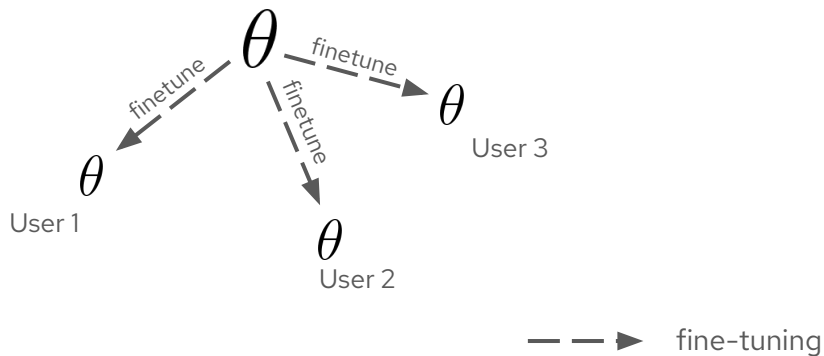 θ
finetune
finetune
finetune
θ
User 3
θ
User 1
θ
User 2
fine-tuning